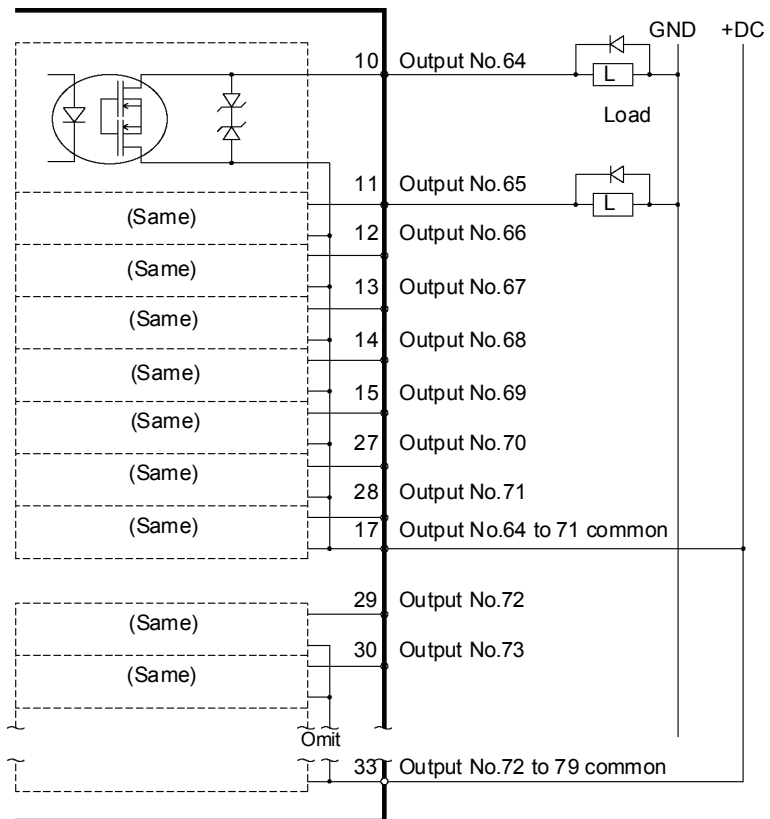 GND +DC
10 Output No.64
L
Load
11 Output No.65
L
(Same)
12 Output No.66
(Same)
13 Output No.67
(Same)
14 Output No.68
(Same)
15 Output No.69
(Same)
27 Output No.70
(Same)
28 Output No.71
(Same)
17 Output No.64 to 71 common
29 Output No.72
(Same)
30 Output No.73
(Same)
Omit
33 Output No.72 to 79 common